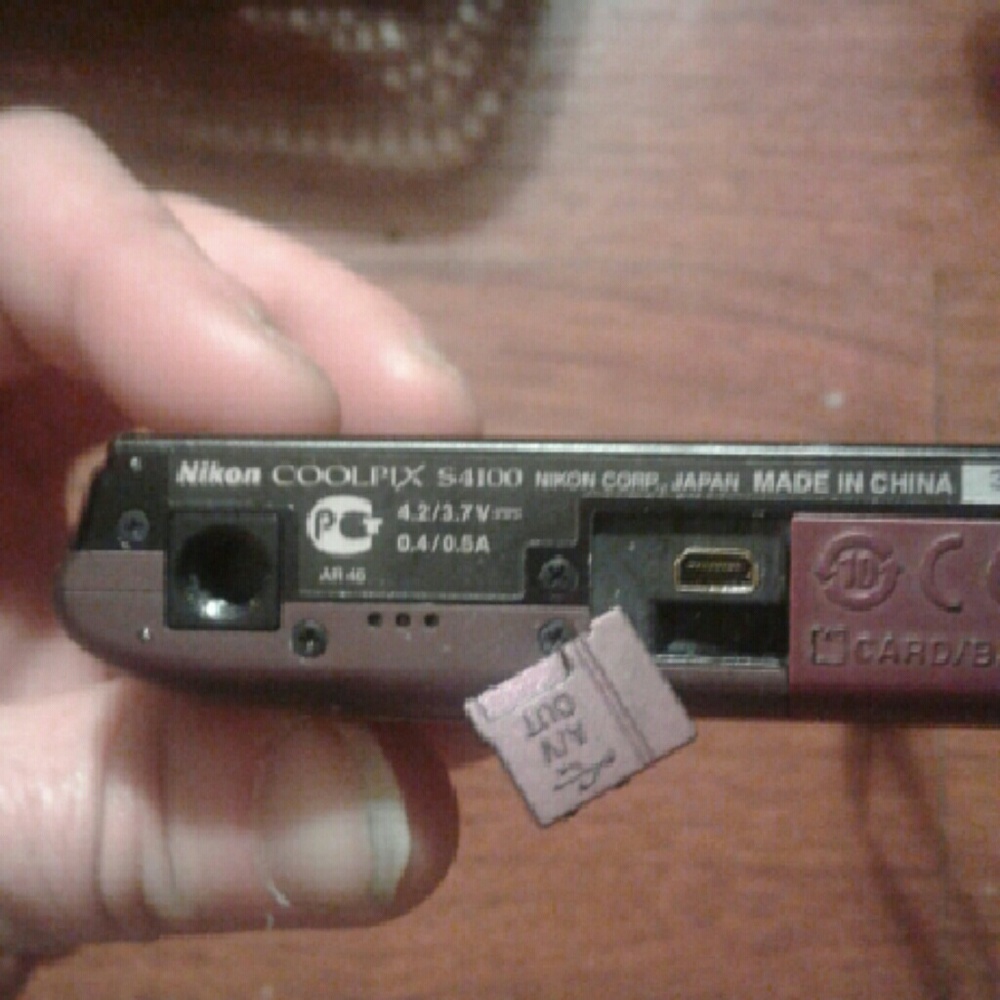 Nikon COOLPIX S4100 NIKON CORP. JAPAN MADE IN CHINA
4.2/3.7V
0.4/0.5A
AR-46
10
CARD/B
A/V
OUT